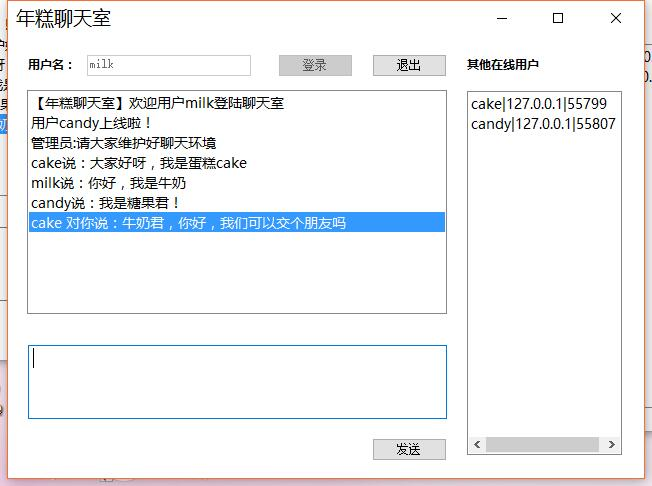 年糕聊天室
用户名：
milk
登录
退出
其他在线用户
【年糕聊天室】欢迎用户milk登陆聊天室
用户candy上线啦！
管理员:请大家维护好聊天环境
cake说：大家好呀，我是蛋糕cake
milk说：你好，我是牛奶
candy说：我是糖果君！
cake 对你说：牛奶君，你好，我们可以交个朋友吗
cake|127.0.0.1|55799
candy|127.0.0.1|55807
发送